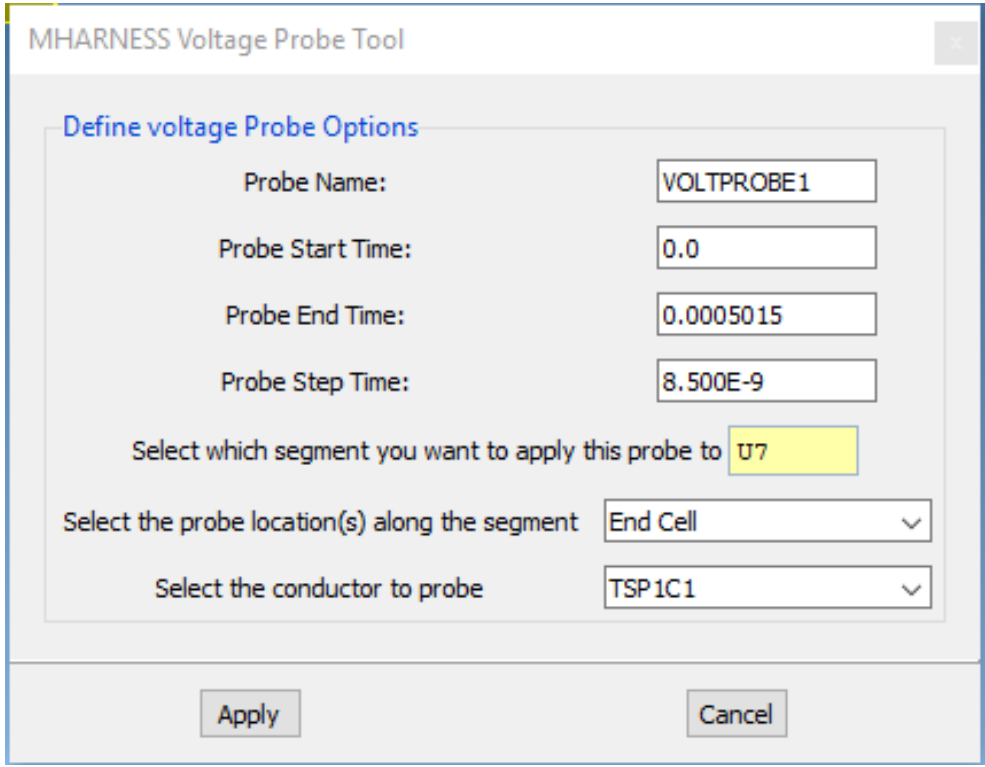 MHARNESS Voltage Probe Tool
x
Define voltage Probe Options
Probe Name: VOLTPROBE1
Probe Start Time: 0.0
Probe End Time: 0.0005015
Probe Step Time: 8.500E-9
Select which segment you want to apply this probe to U7
Select the probe location(s) along the segment End Cell
Select the conductor to probe TSP1C1
Apply Cancel